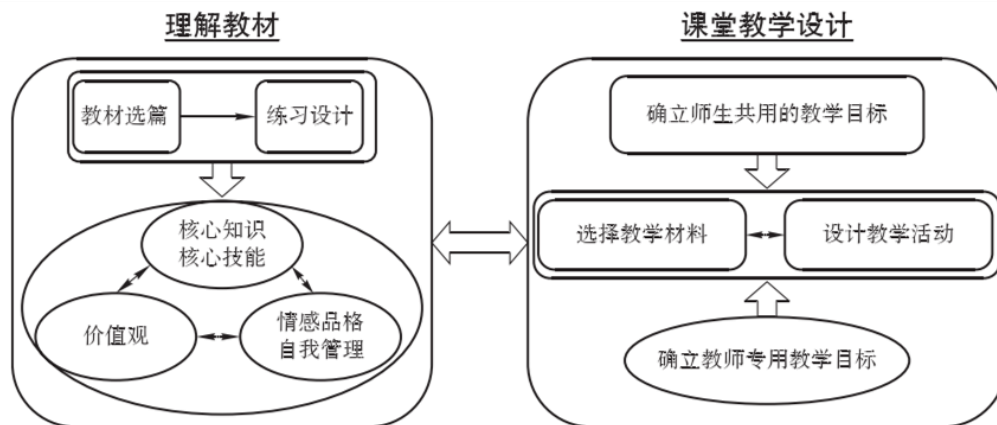 理解教材
教材选篇
练习设计
核心知识
核心技能
价值观
情感品格
自我管理
课堂教学设计
确立师生共用的教学目标
选择教学材料
设计教学活动
确立教师专用教学目标